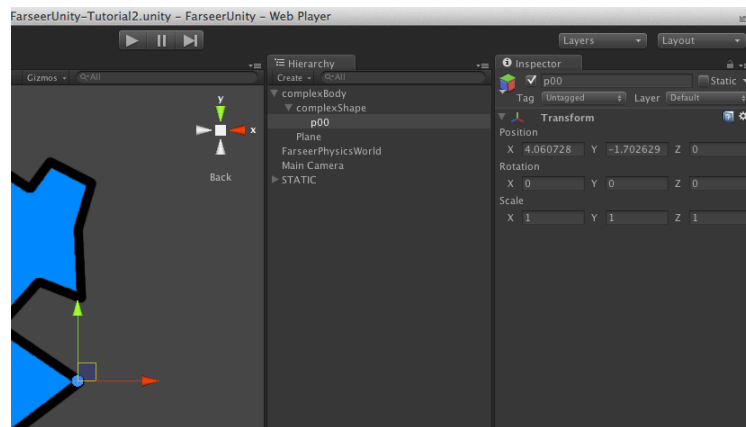 FarseerUnity-Tutorial2.unity - FarseerUnity - Web Player
Layers
Layout
Gizmos
All
y
x
Back
Hierarchy
Create
All
complexBody
complexShape
p00
Plane
FarseerPhysicsWorld
Main Camera
STATIC
Inspector
p00
Static
Tag Untagged Layer Default
Transform
Position
X 4.060728 Y -1.702629 Z 0
Rotation
X 0 Y 0 Z 0
Scale
X 1 Y 1 Z 1